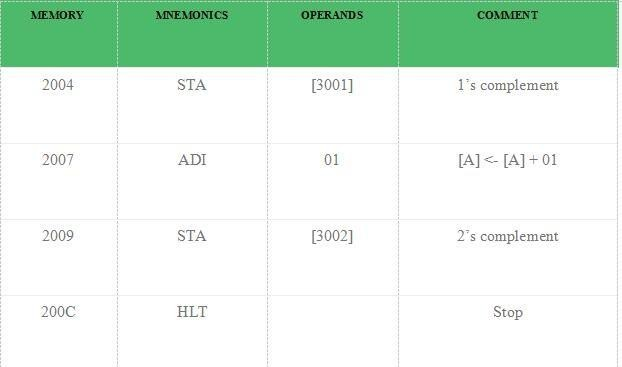 MEMORY MNEMONICS OPERANDS COMMENT
2004 STA [3001] 1's complement
2007 ADI 01 [A] <- [A] + 01
2009 STA [3002] 2's complement
200C HLT Stop